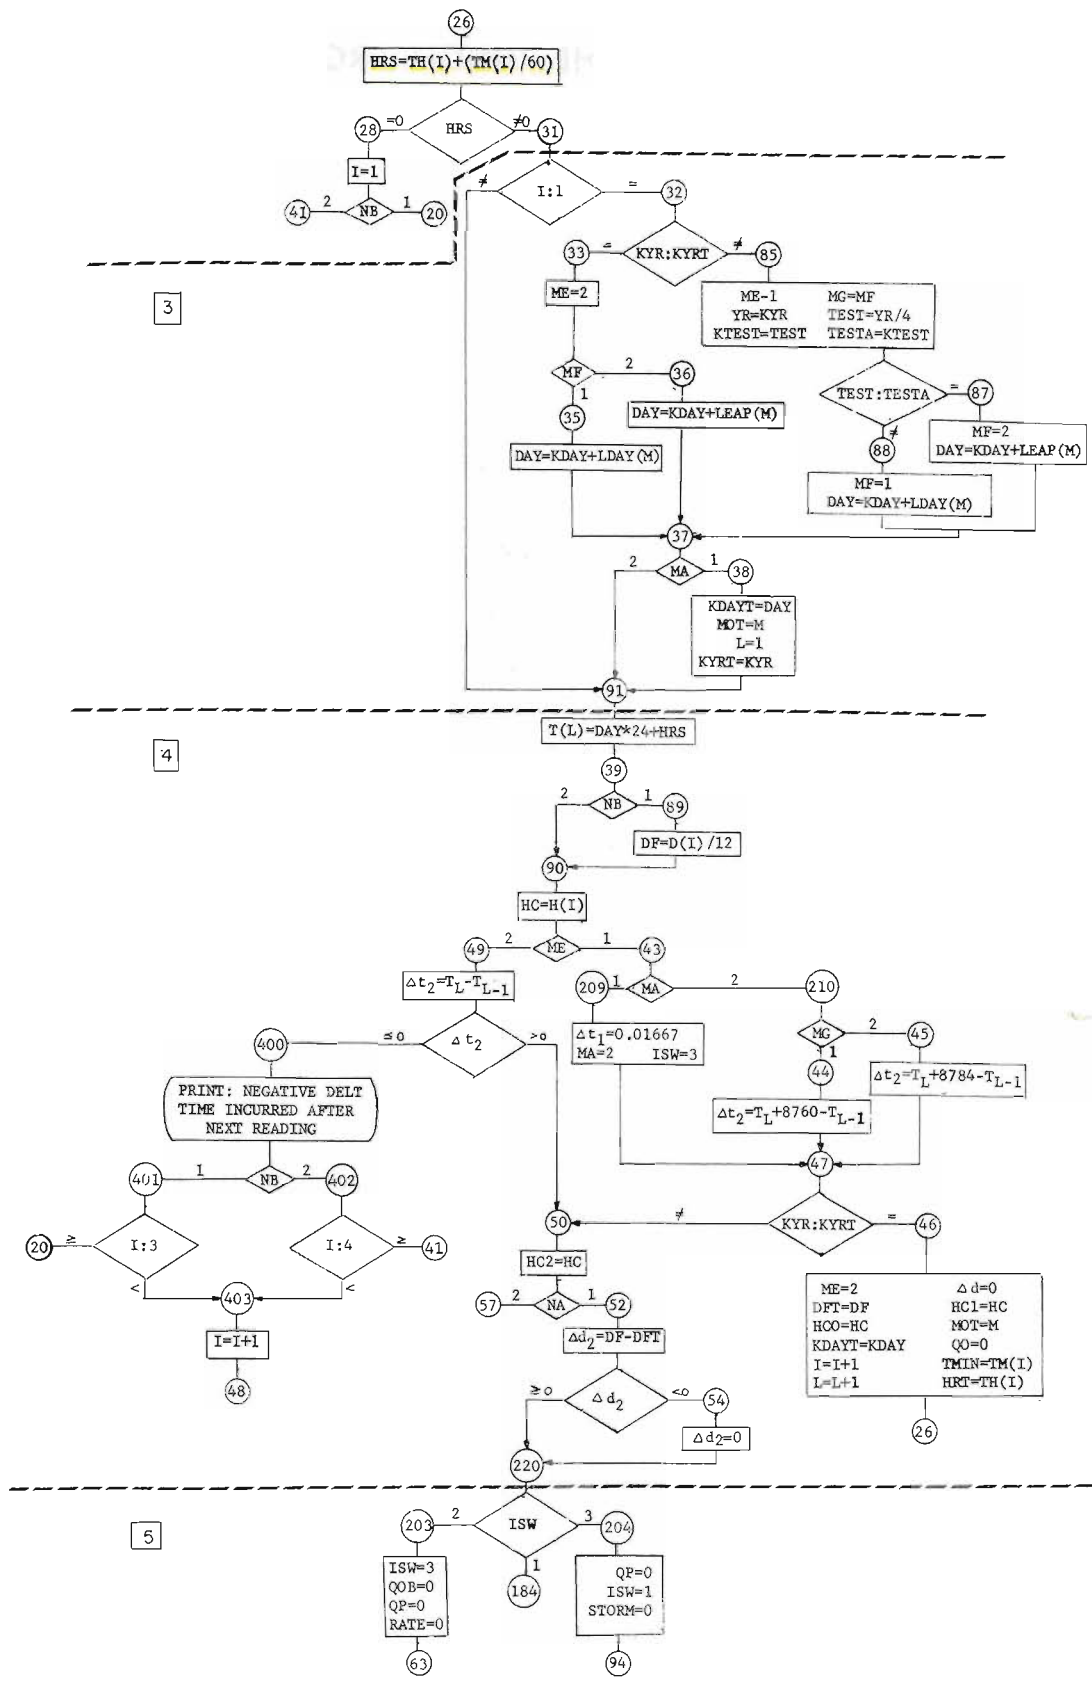 26
HRS=TH(I)+(TM(I)/60)
28 =0 HRS ≠0 31
I=1
41 2 NB 1 20
≠ I:1 = 32
33 = KYR:KYRT ≠ 85
3
ME=2
ME-1 MG=MF
YR=KYR TEST=YR/4
KTEST=TEST TESTA=KTEST
MF 2 36
1
35
DAY=KDAY+LEAP(M)
TEST:TESTA = 87
≠
88
MF=2
DAY=KDAY+LEAP(M)
DAY=KDAY+LDAY(M)
MF=1
DAY=KDAY+LDAY(M)
37
2 MA 1 38
KDAYT=DAY
MOT=M
L=1
KYRT=KYR
91
4
T(L)=DAY*24+HRS
39
2 NB 1 89
DF=D(I)/12
90
HC=H(I)
49 2 ME 1 43
Δt2=TL-TL-1
209 1 MA 2 210
Δt1=0.01667
MA=2 ISW=3
MG 2 45
1
44
Δt2=TL+8784-TL-1
Δt2=TL+8760-TL-1
400 ≤0 Δt2 >0
PRINT: NEGATIVE DELT
TIME INCURRED AFTER
NEXT READING
47
401 1 NB 2 402
20 ≥ I:3
I:4 ≥ 41
< <
403
I=I+1
48
50 ≠ KYR:KYRT = 46
HC2=HC
57 2 NA 1 52
Δd2=DF-DFT
ME=2 Δd=0
DFT=DF HC1=HC
HCO=HC MOT=M
KDAYT=KDAY QO=0
I=I+1 TMIN=TM(I)
L=L+1 HRT=TH(I)
26
≥0 Δd2 <0 54
Δd2=0
220
5
203 2 ISW 3 204
1
184
ISW=3
QOB=0
QP=0
RATE=0
63
QP=0
ISW=1
STORM=0
94